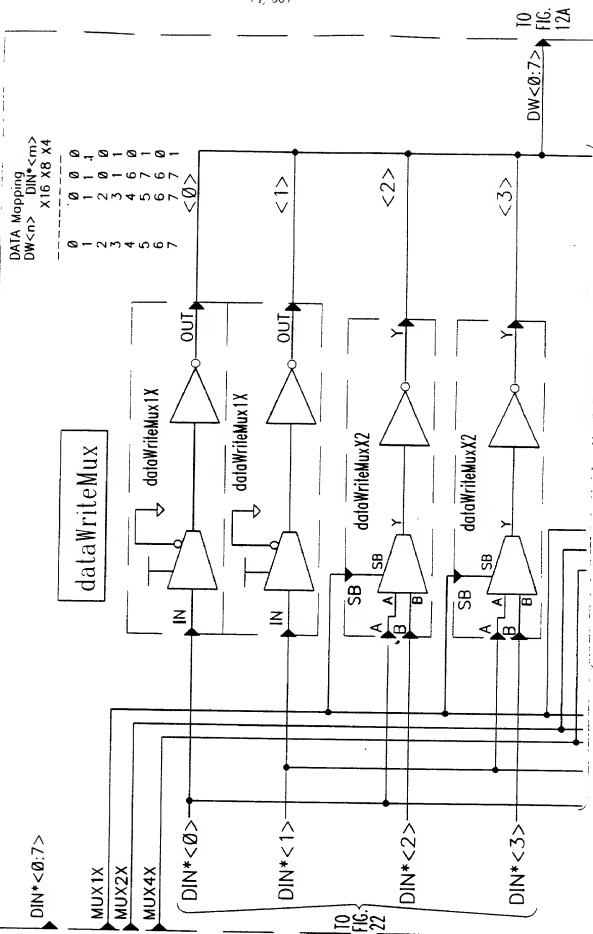 DATA Mapping
DW<n> DIN*<m>
X16 X8 X4
0 0 0 0
1 1 1 1
2 2 0 0
3 3 1 1
4 4 6 0
5 5 7 1
6 6 6 0
7 7 7 1
dataWriteMux
DIN*<0:7>
MUX1X
MUX2X
MUX4X
DIN*<0>
IN
dataWriteMux1X
OUT
<0>
DIN*<1>
IN
dataWriteMux1X
OUT
<1>
DIN*<2>
SB
SB
A
A
B
B
Y
dataWriteMuxX2
Y
<2>
DIN*<3>
SB
SB
A
A
B
B
Y
dataWriteMuxX2
Y
<3>
DW<0:7>
TO
FIG.
12A
TO
FIG.
22